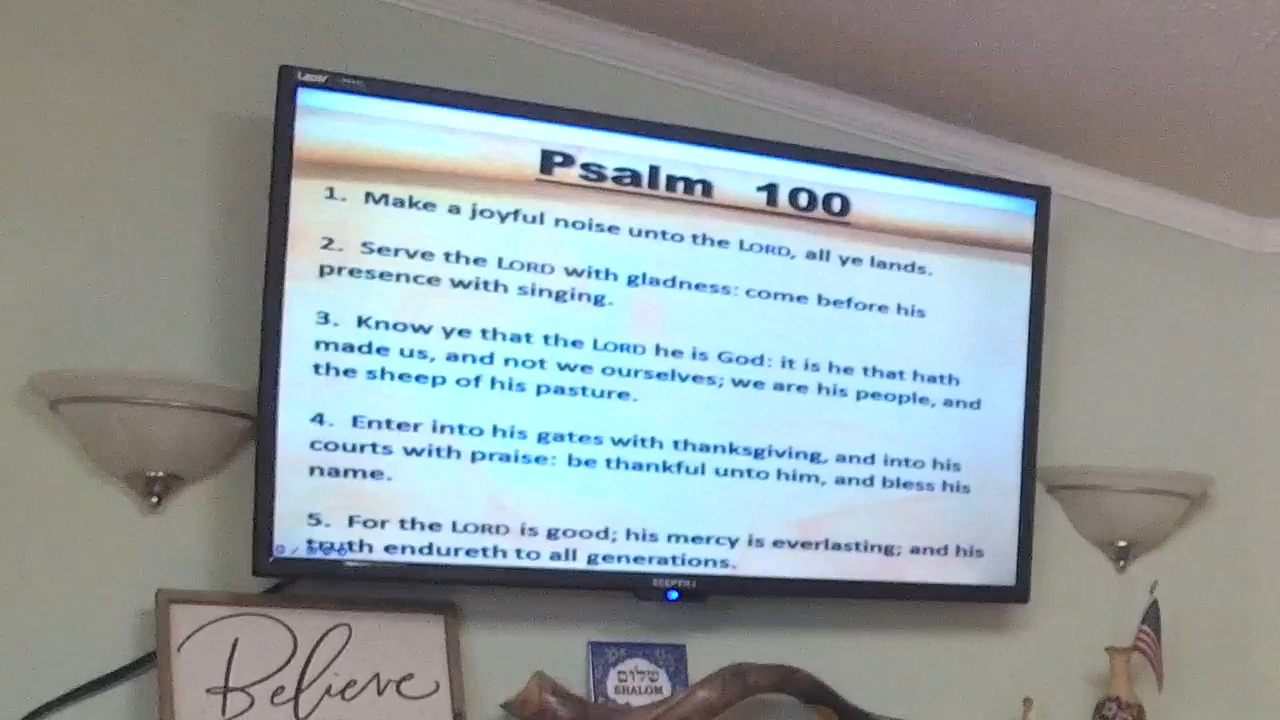 Psalm 100
1. Make a joyful noise unto the LORD, all ye lands.
2. Serve the LORD with gladness: come before his
presence with singing.
3. Know ye that the LORD he is God: it is he that hath
made us, and not we ourselves; we are his people, and
the sheep of his pasture.
4. Enter into his gates with thanksgiving, and into his
courts with praise: be thankful unto him, and bless his
name.
5. For the LORD is good; his mercy is everlasting; and his
truth endureth to all generations.
SCEPTRE
Believe
שלום
SHALOM